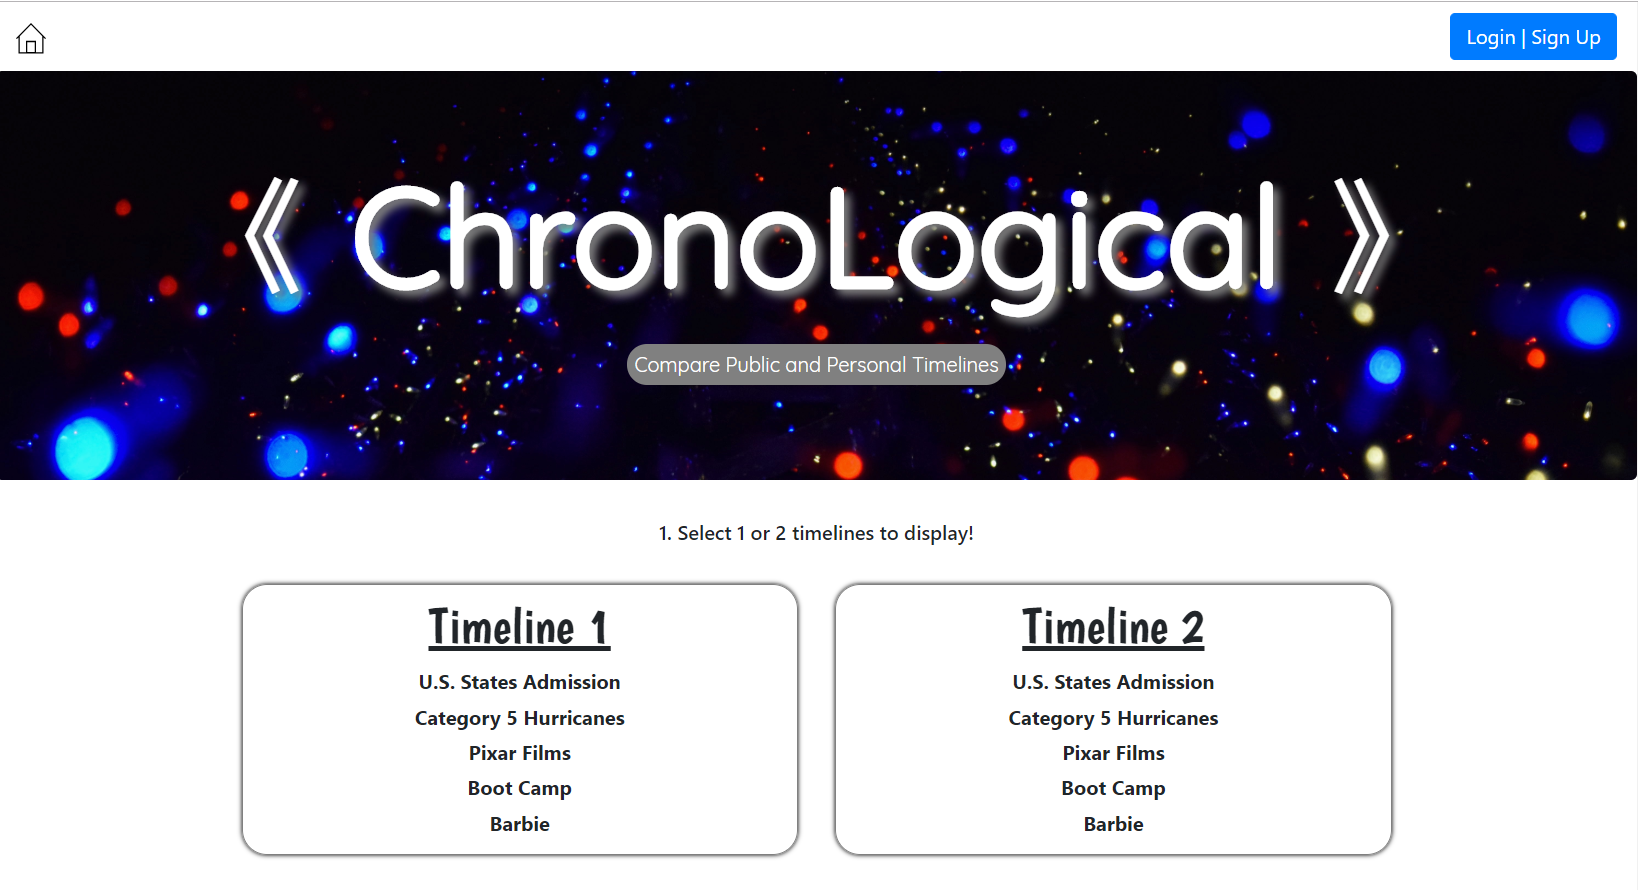 Login | Sign Up
《 ChronoLogical 》
Compare Public and Personal Timelines
1. Select 1 or 2 timelines to display!
Timeline 1
U.S. States Admission
Category 5 Hurricanes
Pixar Films
Boot Camp
Barbie
Timeline 2
U.S. States Admission
Category 5 Hurricanes
Pixar Films
Boot Camp
Barbie